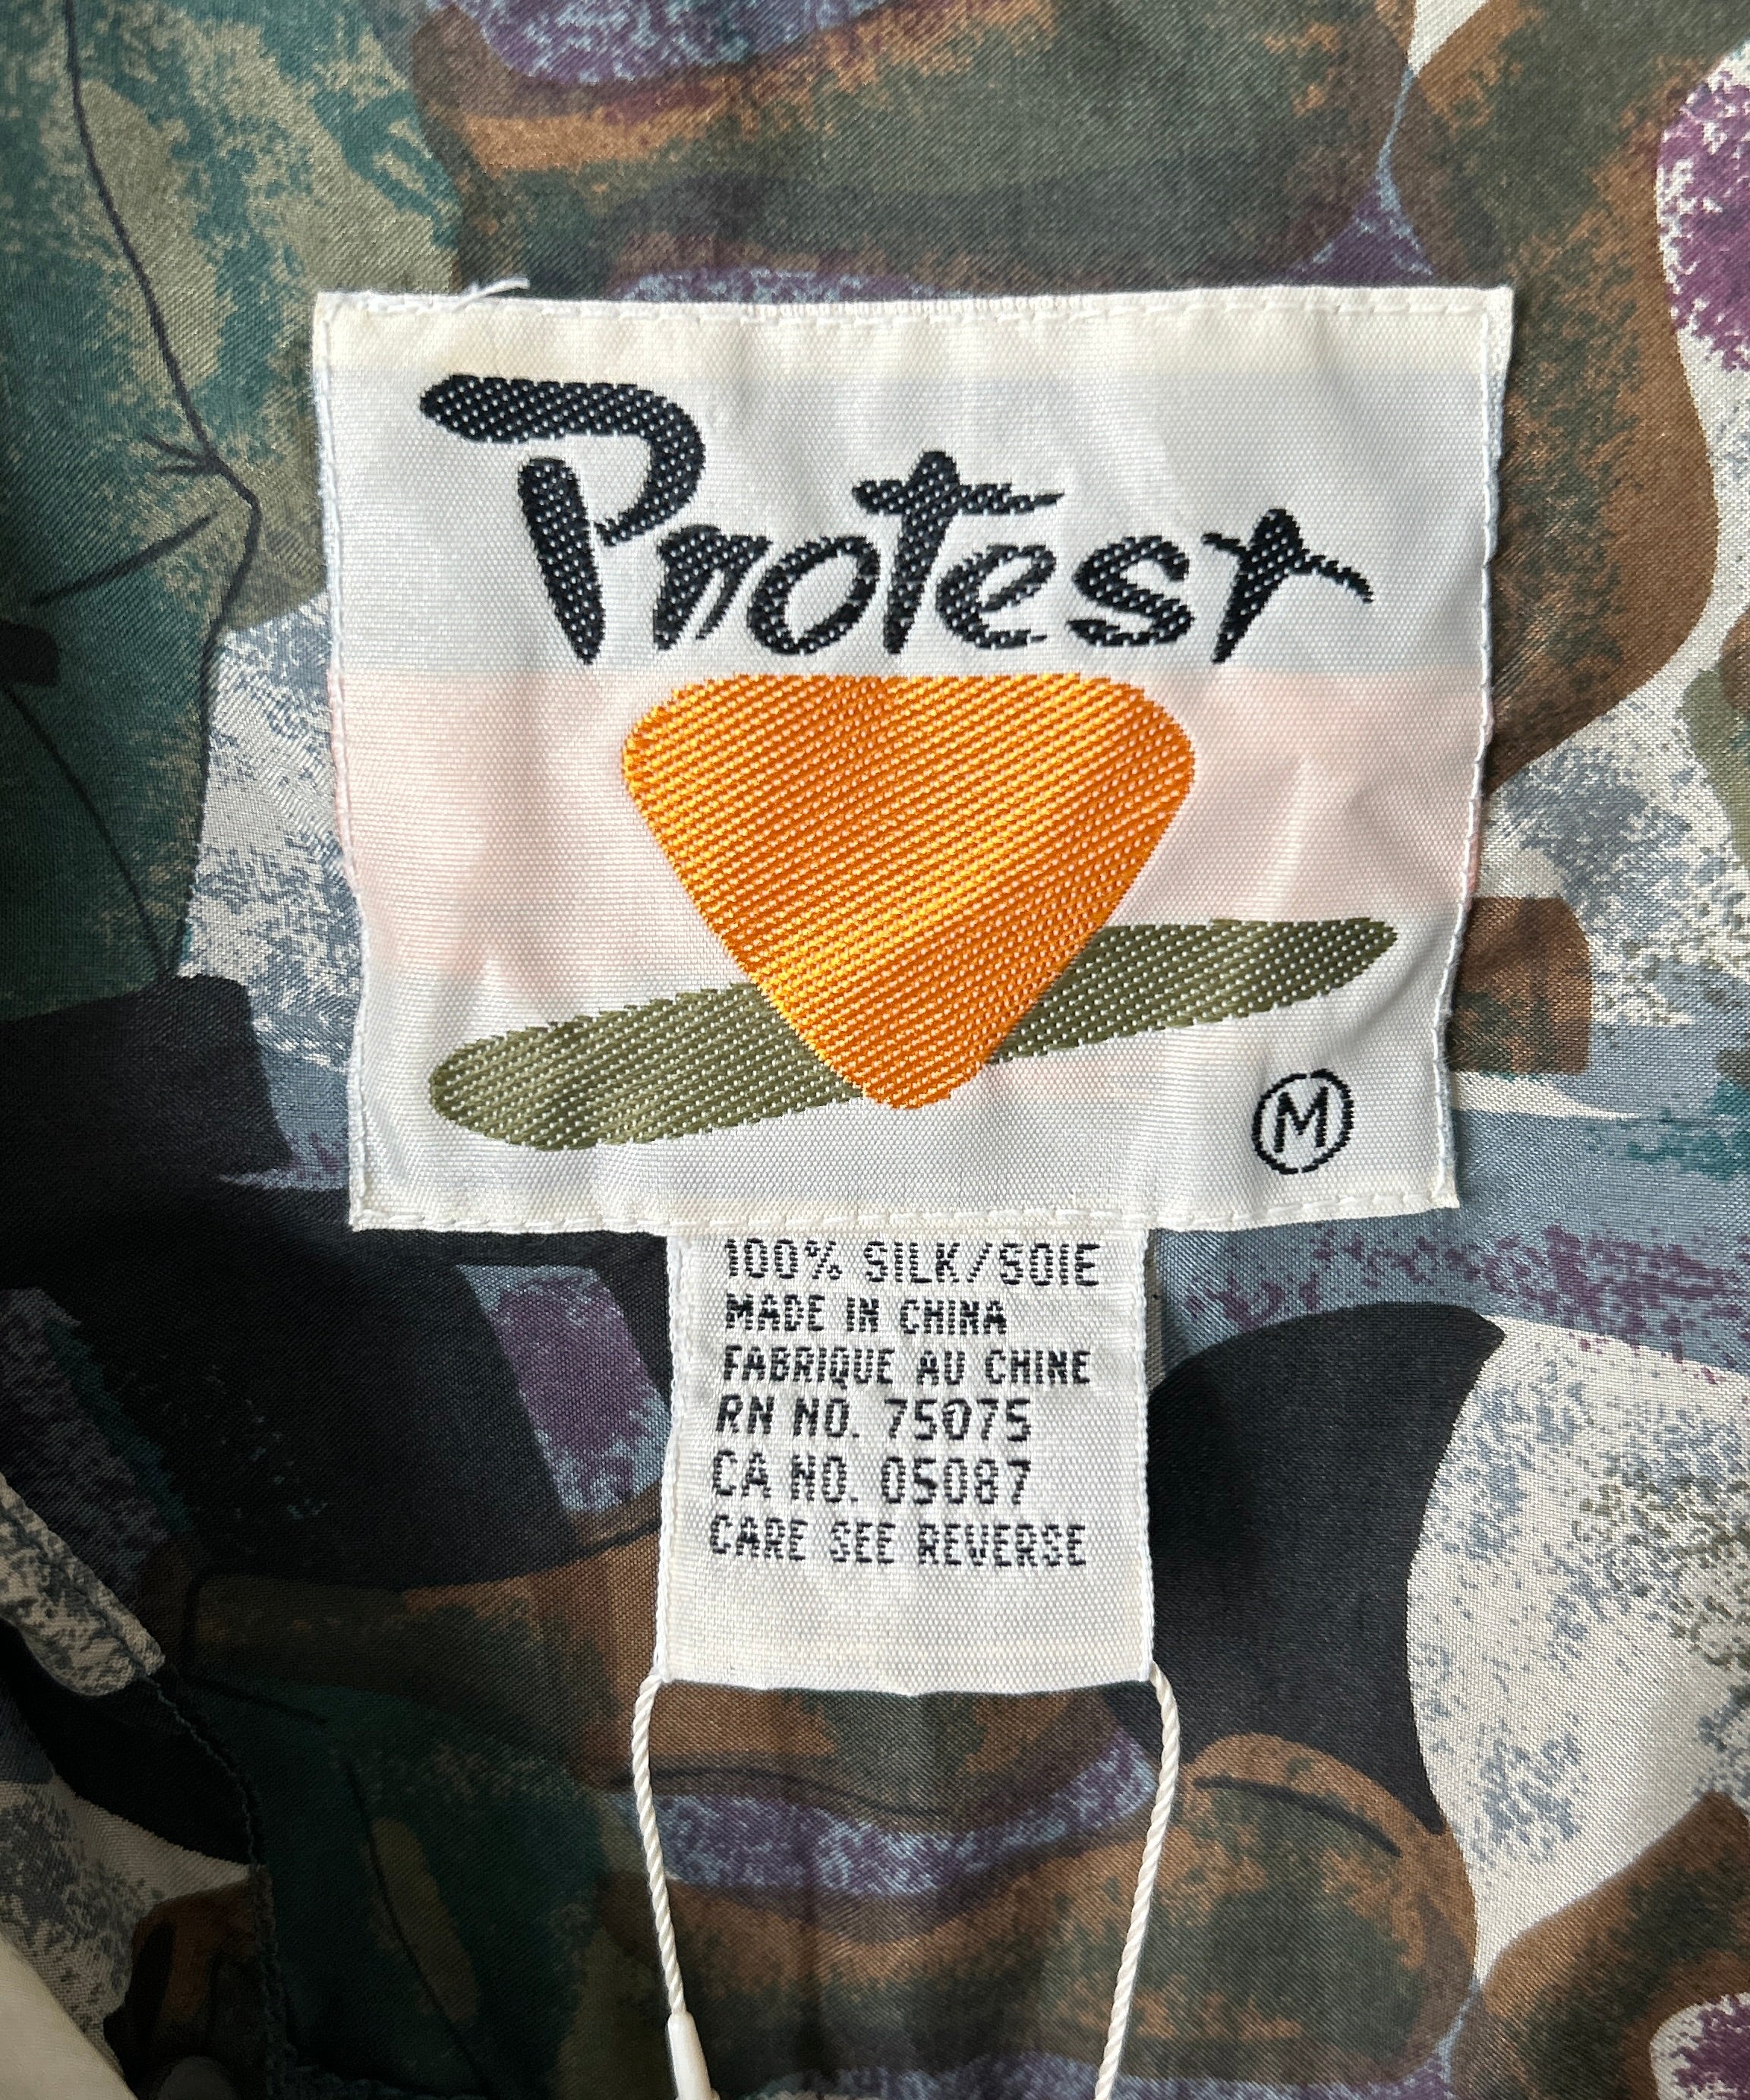 Protest
M
100% SILK/SOIE
MADE IN CHINA
FABRIQUE AU CHINE
RN NO. 75075
CA NO. 05087
CARE SEE REVERSE